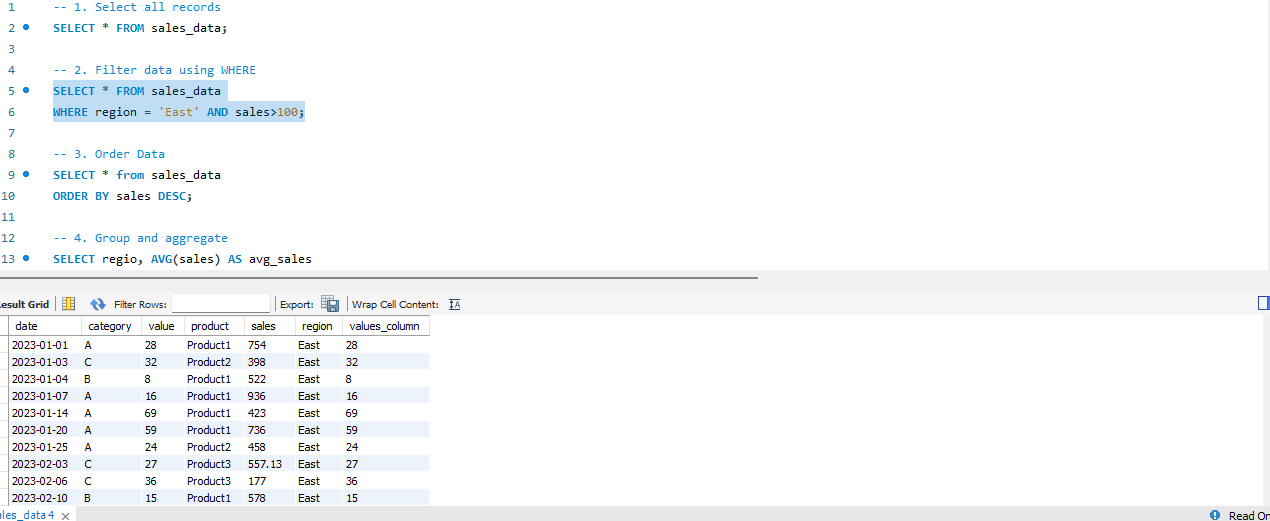 1 -- 1. Select all records
2 SELECT * FROM sales_data;
3
4 -- 2. Filter data using WHERE
5 SELECT * FROM sales_data
6 WHERE region = 'East' AND sales>100;
7
8 -- 3. Order Data
9 SELECT * from sales_data
10 ORDER BY sales DESC;
11
12 -- 4. Group and aggregate
13 SELECT regio, AVG(sales) AS avg_sales
esult Grid Filter Rows: Export: Wrap Cell Content: IA
date category value product sales region values_column
2023-01-01 A 28 Product1 754 East 28
2023-01-03 C 32 Product2 398 East 32
2023-01-04 B 8 Product1 522 East 8
2023-01-07 A 16 Product1 936 East 16
2023-01-14 A 69 Product1 423 East 69
2023-01-20 A 59 Product1 736 East 59
2023-01-25 A 24 Product2 458 East 24
2023-02-03 C 27 Product3 557.13 East 27
2023-02-06 C 36 Product3 177 East 36
2023-02-10 B 15 Product1 578 East 15
ales_data 4 Read On